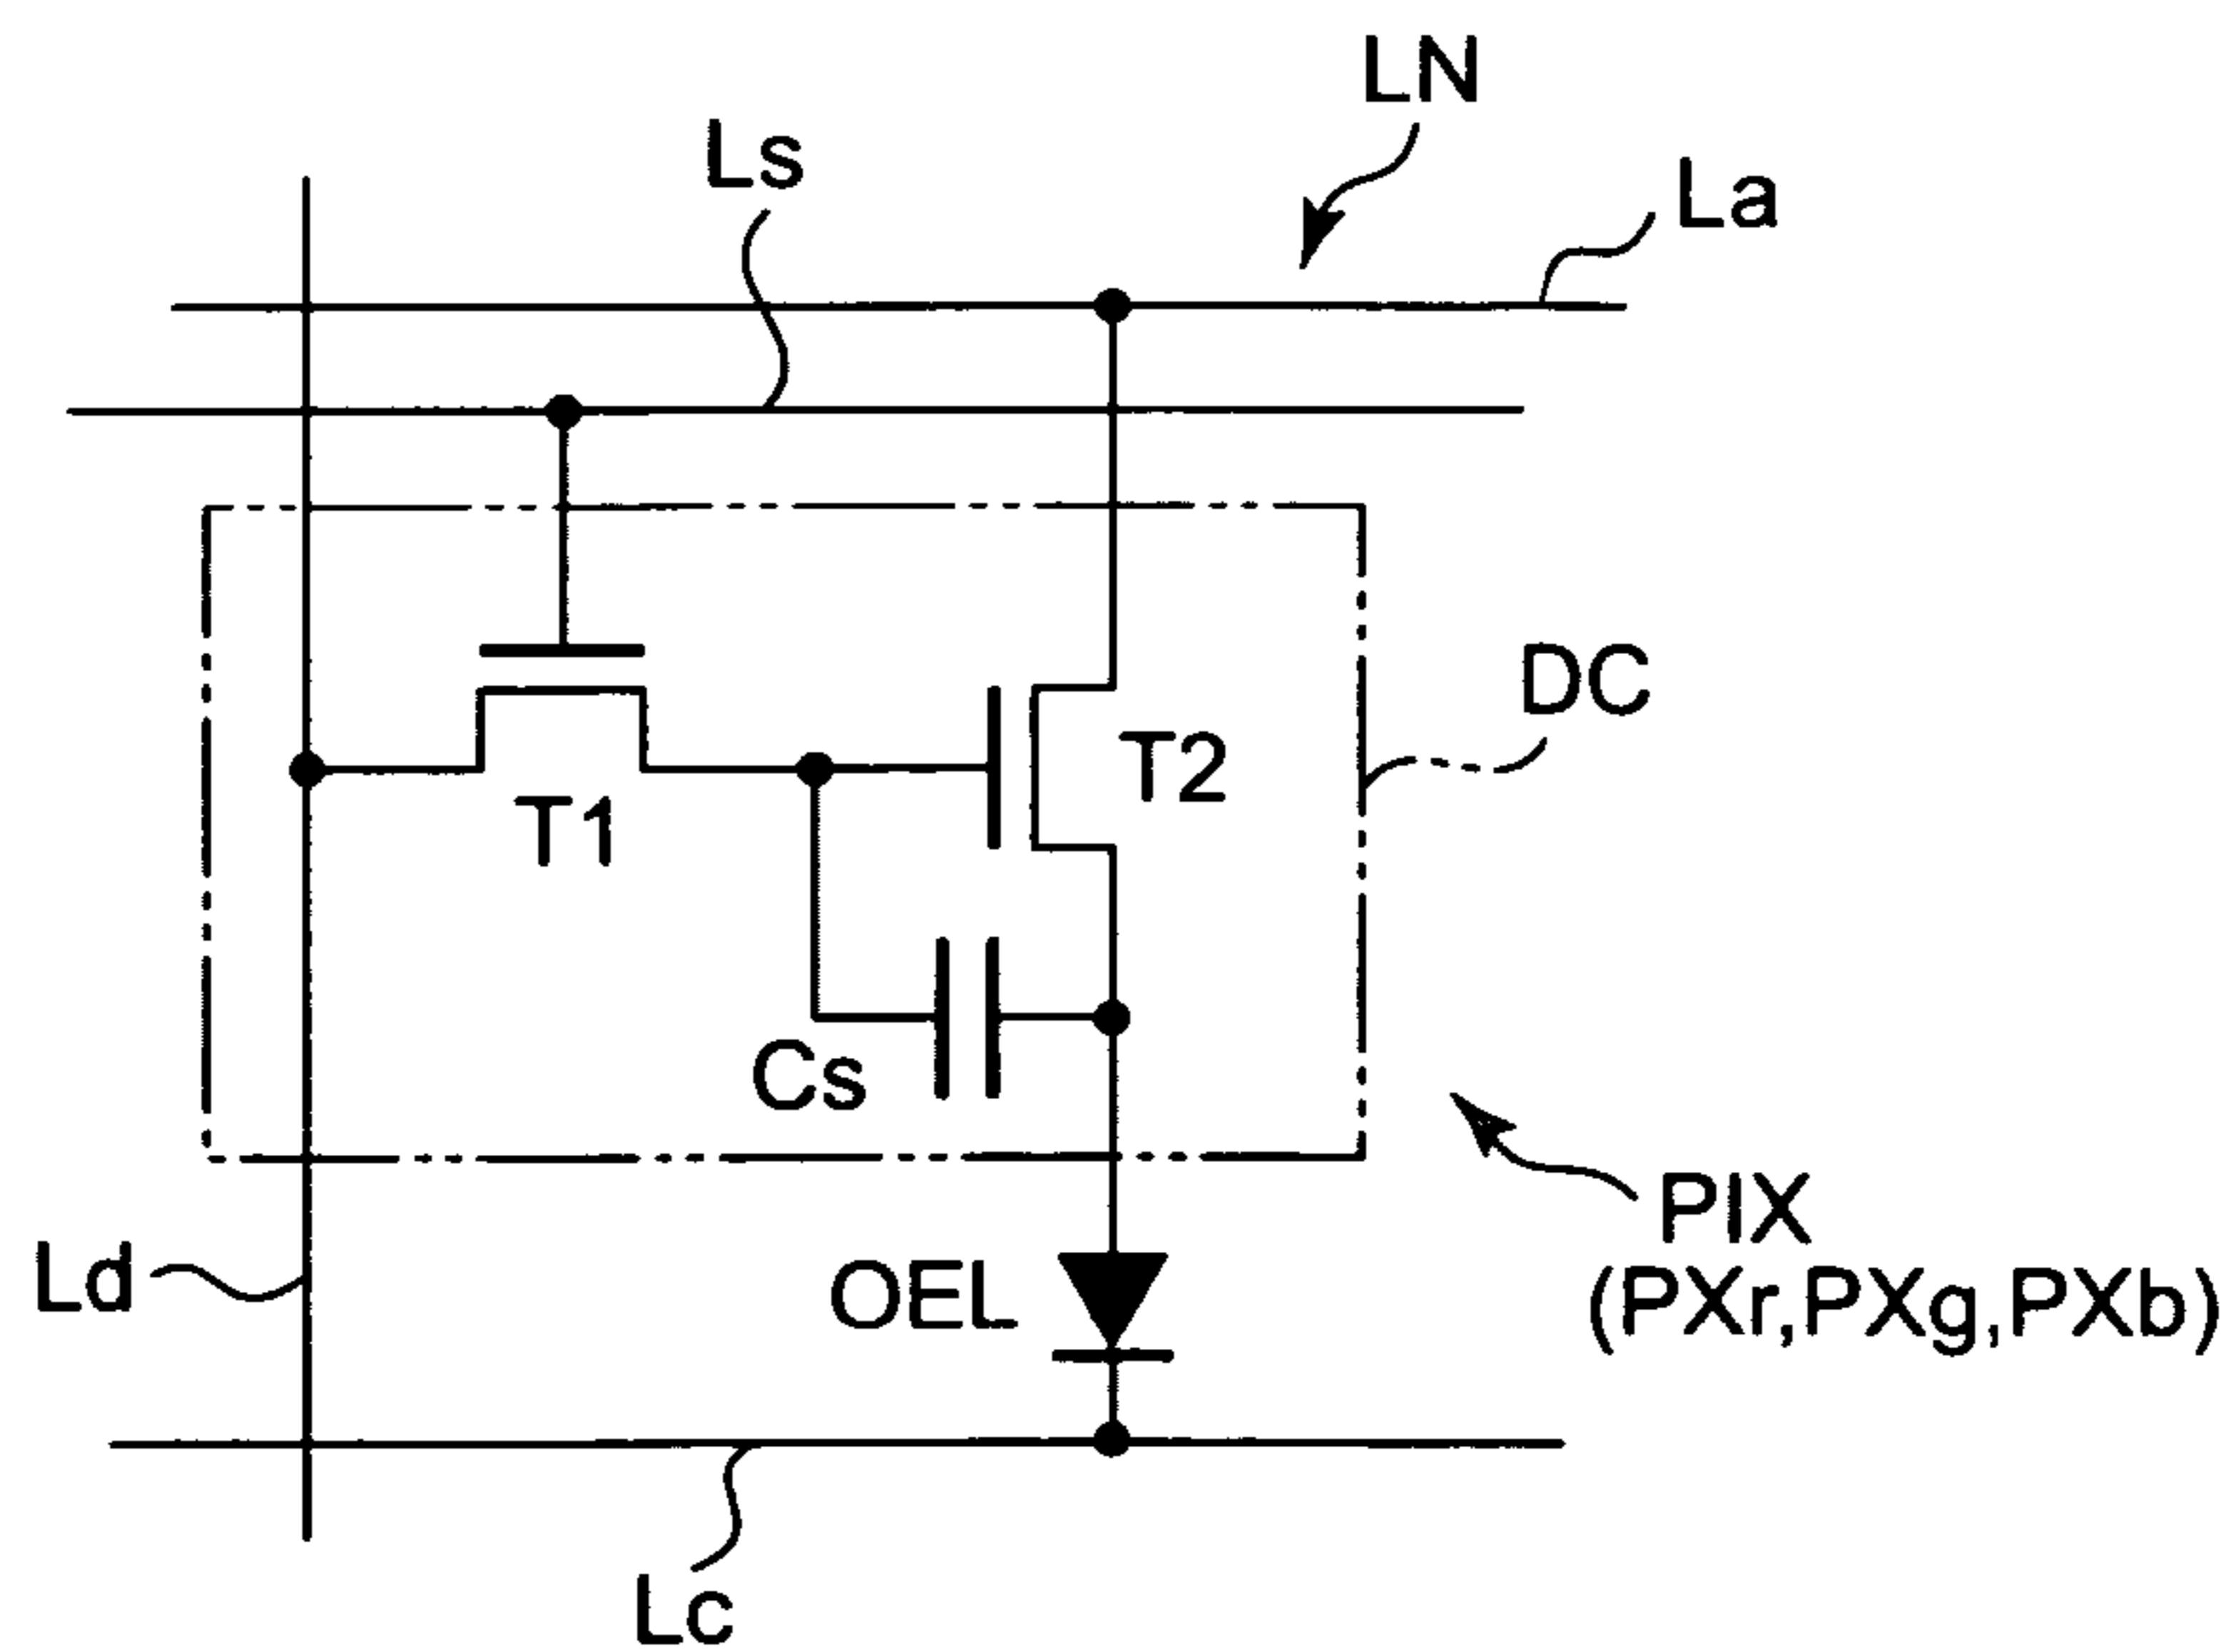 LN
Ls
La
DC
T2
T1
Cs
PIX
Ld
OEL
(PXr,PXg,PXb)
Lc